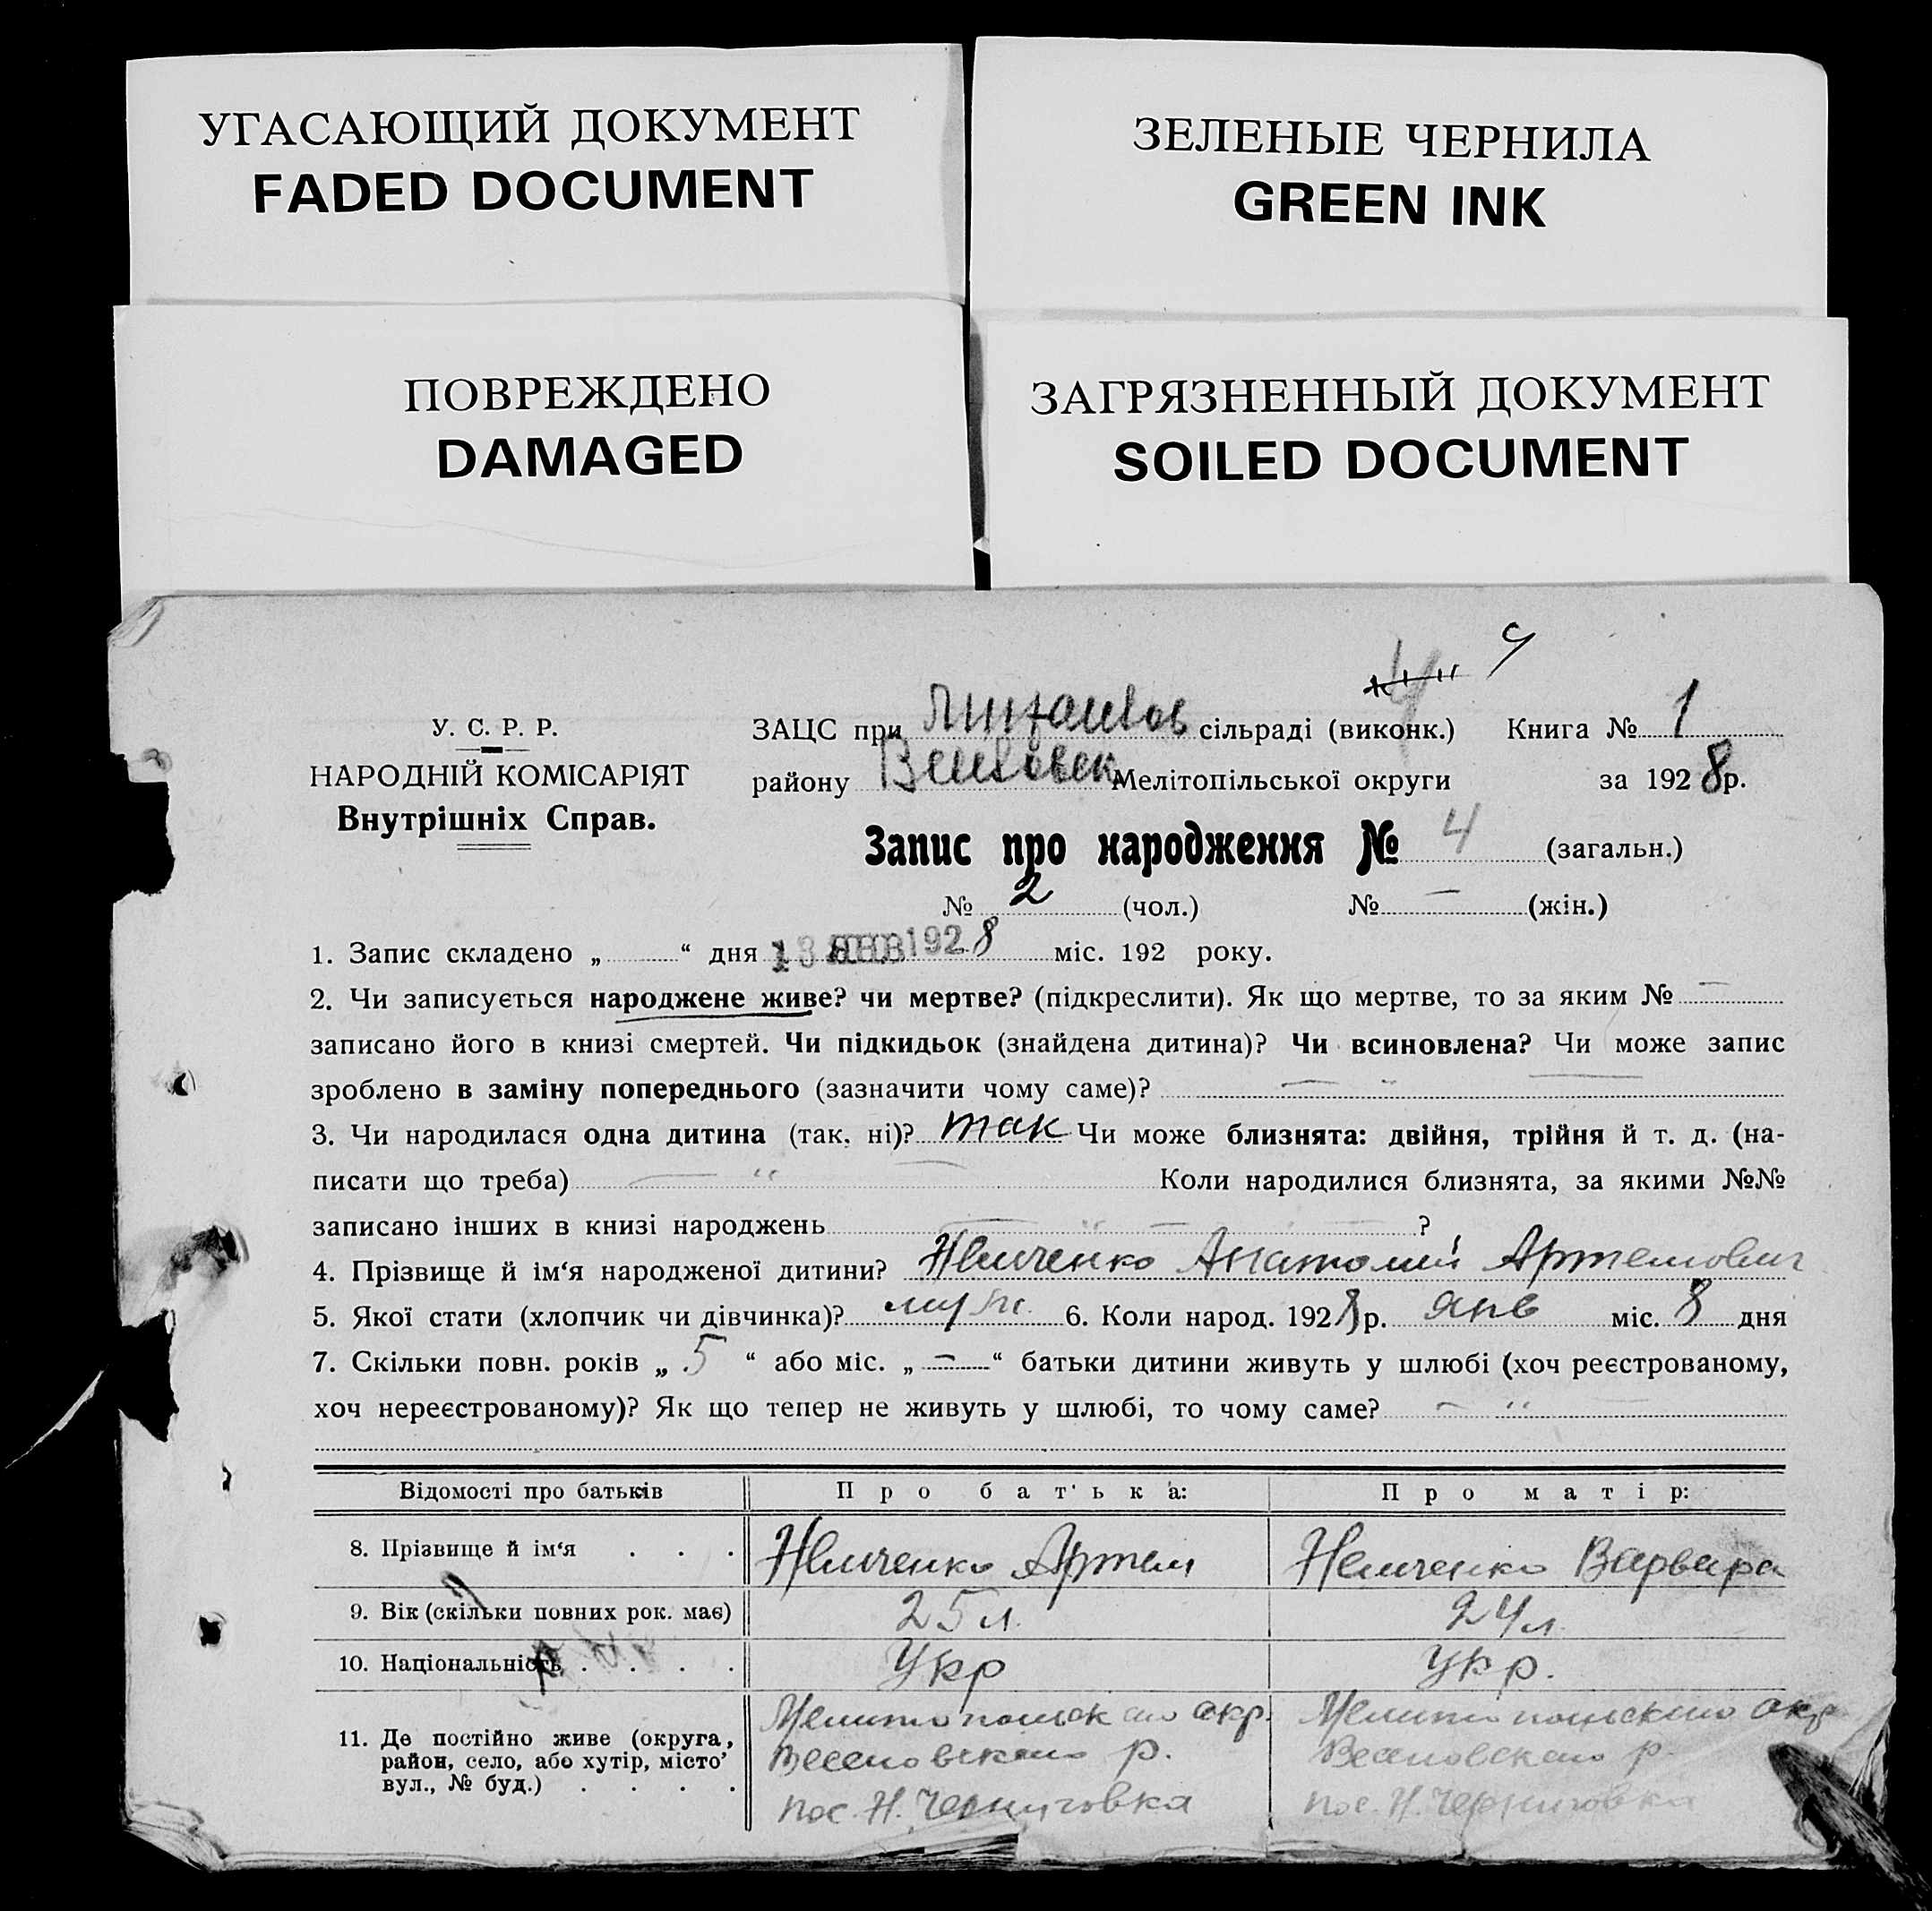 УГАСАЮЩИЙ ДОКУМЕНТ
FADED DOCUMENT
ЗЕЛЕНЫЕ ЧЕРНИЛА
GREEN INK
ПОВРЕЖДЕНО
DAMAGED
ЗАГРЯЗНЕННЫЙ ДОКУМЕНТ
SOILED DOCUMENT
У. С. Р. Р.
НАРОДНІЙ КОМІСАРІЯТ
Внутрішніх Справ.
ЗАЦС при сільраді (виконк.) Книга № 1
району Мелітопільської округи за 1928 р.
Запис про народження № 4 (загальн.)
№ 2 (чол.) № — (жін.)
1. Запис складено „ “ дня 13 ЯНВ 1928 міс. 192 року.
2. Чи записується народжене живе? чи мертве? (підкреслити). Як що мертве, то за яким № —
записано його в книзі смертей. Чи підкидьок (знайдена дитина)? Чи всиновлена? Чи може запис
зроблено в заміну попереднього (зазначити чому саме)? — „ —
3. Чи народилася одна дитина (так, ні)? так Чи може близнята: двійня, трійня й т. д. (на-
писати що треба) — „ — Коли народилися близнята, за якими №№
записано інших в книзі народжень — „ — ?
4. Прізвище й ім‘я народженої дитини? Немченко Анатолий Артемович
5. Якої стати (хлопчик чи дівчинка)? муж. 6. Коли народ. 1928 р. янв міс. 8 дня
7. Скільки повн. років „ 5 “ або міс. „ — “ батьки дитини живуть у шлюбі (хоч реєстрованому,
хоч нереєстрованому)? Як що тепер не живуть у шлюбі, то чому саме? — „ —
Відомості про батьків Про батька: Про матір:
8. Прізвище й ім‘я . . . Немченко Артем Немченко Варвара
9. Вік (скільки повних рок. має) 25 л. 24 л.
10. Національність . . . . Укр Укр.
11. Де постійно живе (округа, Мелитопольского окр. Мелитопольского окр
район, село, або хутір, місто’ Веселовского р. Веселовского р.
вул., № буд.) . . . . пос. Н. Черниговка пос. Н. Черниговка